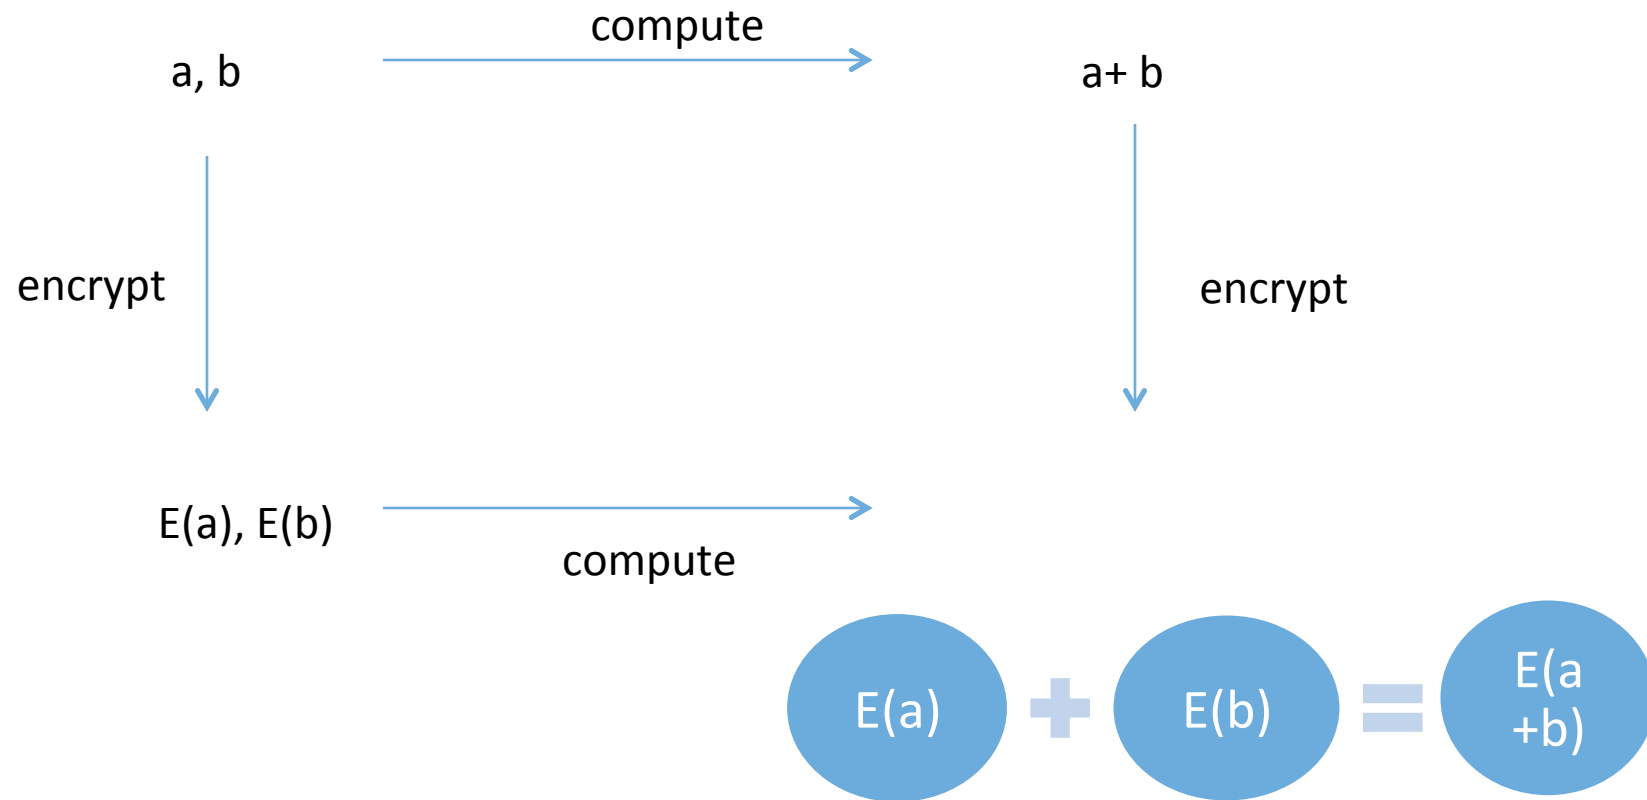 compute
a, b
a+ b
encrypt
encrypt
E(a), E(b)
compute
E(a) + E(b) = E(a
+b)